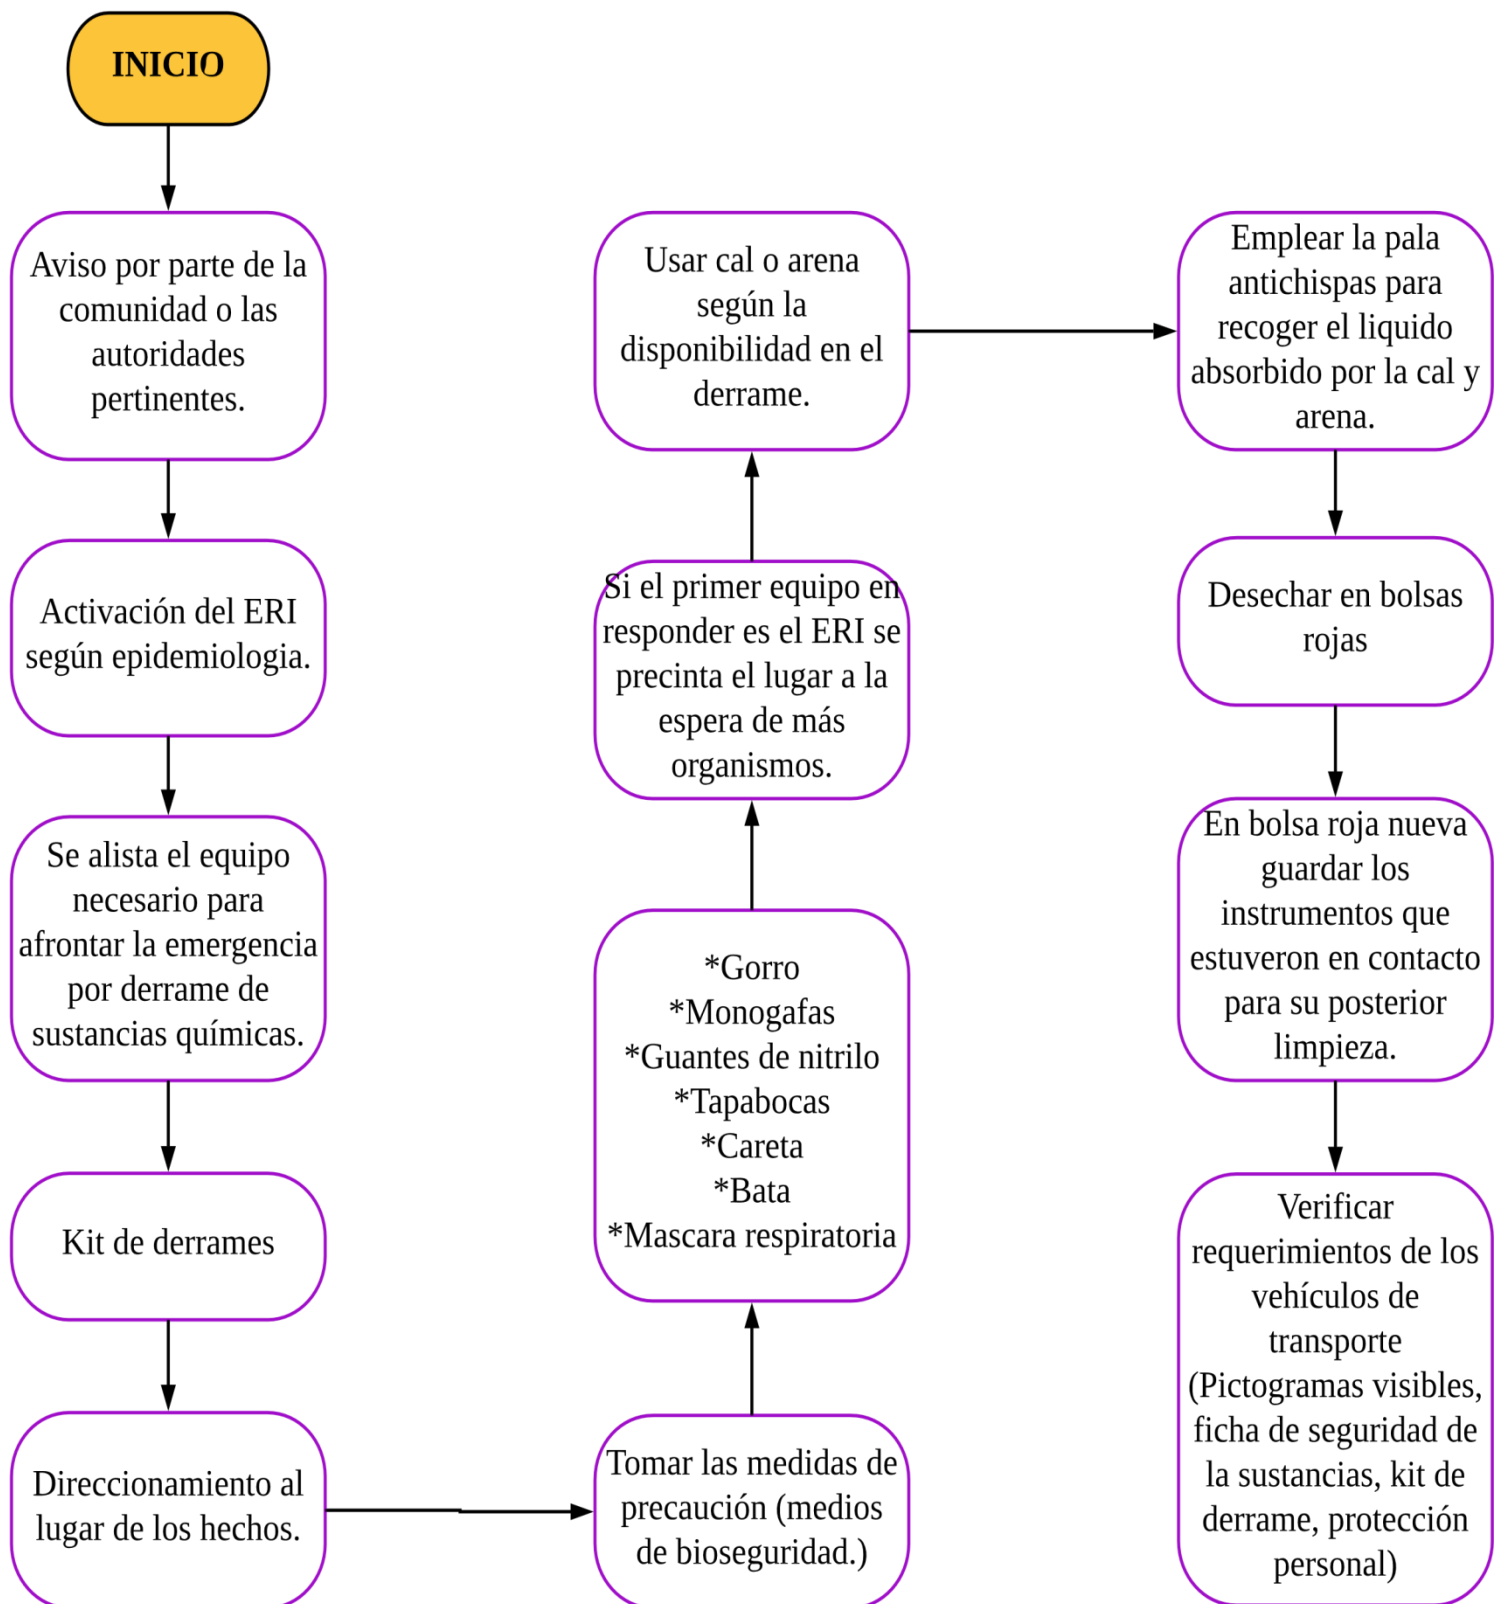 INICIO
Aviso por parte de la
comunidad o las
autoridades
pertinentes.
Activación del ERI
según epidemiologia.
Se alista el equipo
necesario para
afrontar la emergencia
por derrame de
sustancias químicas.
Kit de derrames
Direccionamiento al
lugar de los hechos.
Tomar las medidas de
precaución (medios
de bioseguridad.)
*Gorro
*Monogafas
*Guantes de nitrilo
*Tapabocas
*Careta
*Bata
*Mascara respiratoria
Si el primer equipo en
responder es el ERI se
precinta el lugar a la
espera de más
organismos.
Usar cal o arena
según la
disponibilidad en el
derrame.
Emplear la pala
antichispas para
recoger el liquido
absorbido por la cal y
arena.
Desechar en bolsas
rojas
En bolsa roja nueva
guardar los
instrumentos que
estuveron en contacto
para su posterior
limpieza.
Verificar
requerimientos de los
vehículos de
transporte
(Pictogramas visibles,
ficha de seguridad de
la sustancias, kit de
derrame, protección
personal)